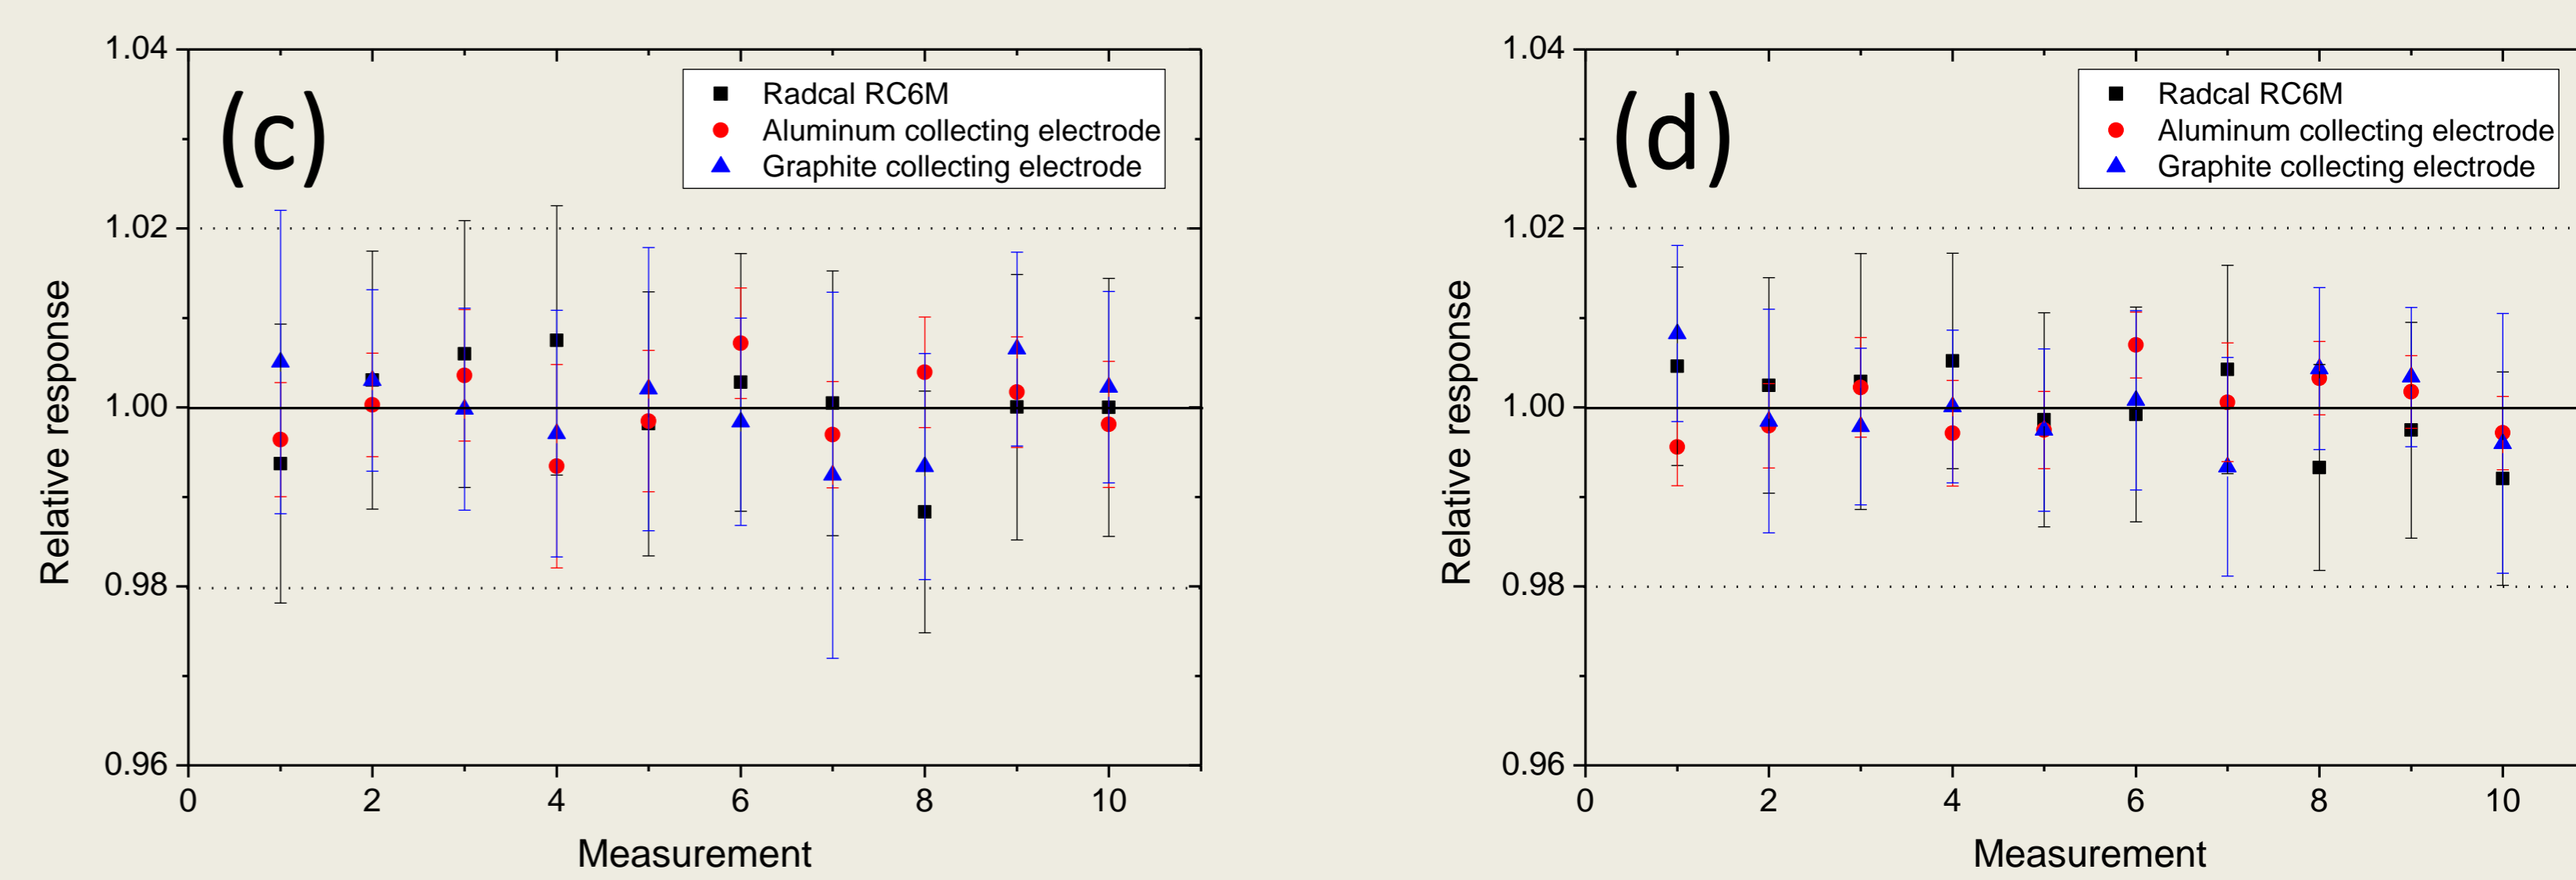 (c)
Radcal RC6M
Aluminum collecting electrode
Graphite collecting electrode
1.04
1.02
1.00
0.98
0.96
Relative response
0 2 4 6 8 10
Measurement
(d)
Radcal RC6M
Aluminum collecting electrode
Graphite collecting electrode
1.04
1.02
1.00
0.98
0.96
Relative response
0 2 4 6 8 10
Measurement